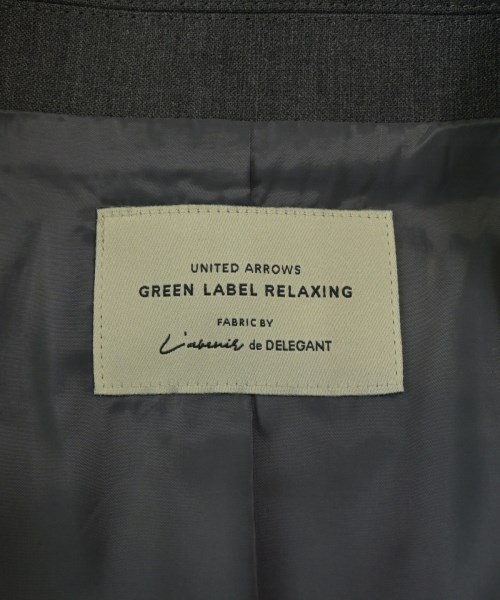 UNITED ARROWS
GREEN LABEL RELAXING
FABRIC BY
L'avenir de DELEGANT